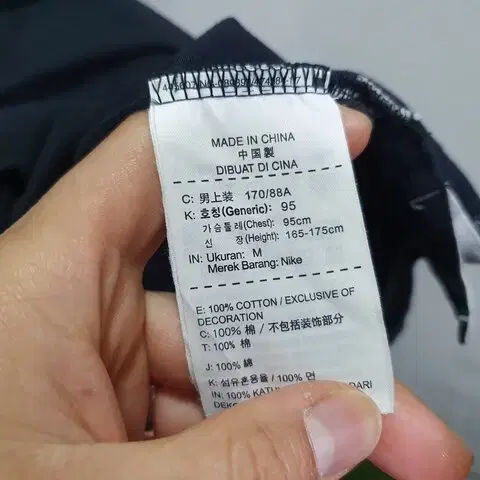 MADE IN CHINA
中国製
DIBUAT DI CINA
C: 男上装 170/88A
K: 호칭(Generic): 95
가슴둘레(Chest): 95cm
신 장(Height): 165-175cm
IN: Ukuran: M
Merek Barang: Nike
E: 100% COTTON / EXCLUSIVE OF
DECORATION
C: 100% 棉 / 不包括装饰部分
T: 100% 棉
J: 100% 綿
K: 섬유혼용율 / 100% 면
IN: 100%